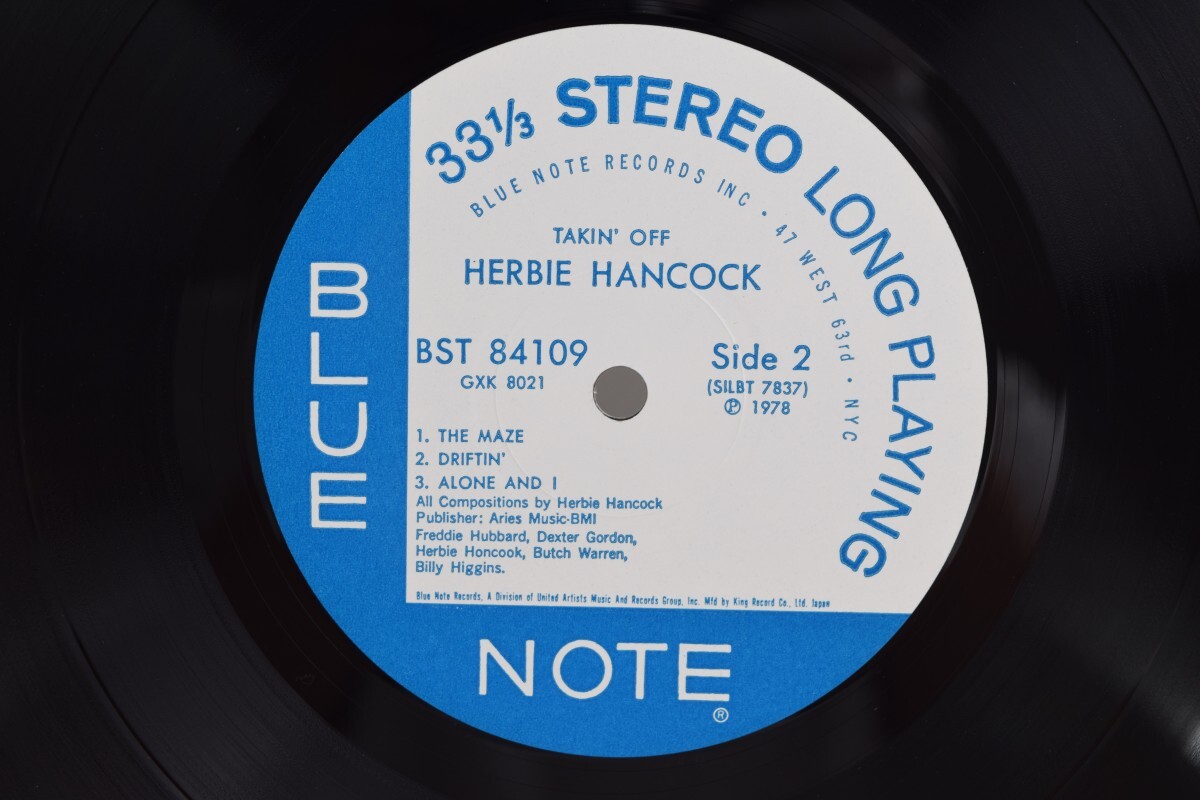 33⅓ STEREO LONG PLAYING
BLUE NOTE RECORDS INC • 47 WEST 63rd • NYC
TAKIN' OFF
HERBIE HANCOCK
BST 84109
GXK 8021
Side 2
(SILBT 7837)
Ⓟ 1978
1. THE MAZE
2. DRIFTIN'
3. ALONE AND I
All Compositions by Herbie Hancock
Publisher: Aries Music-BMI
Freddie Hubbard, Dexter Gordon,
Herbie Honcook, Butch Warren,
Billy Higgins.
Blue Note Records, A Division of United Artists Music And Records Group, Inc. Mfd by King Record Co., Ltd. Japan
BLUE
NOTE
®